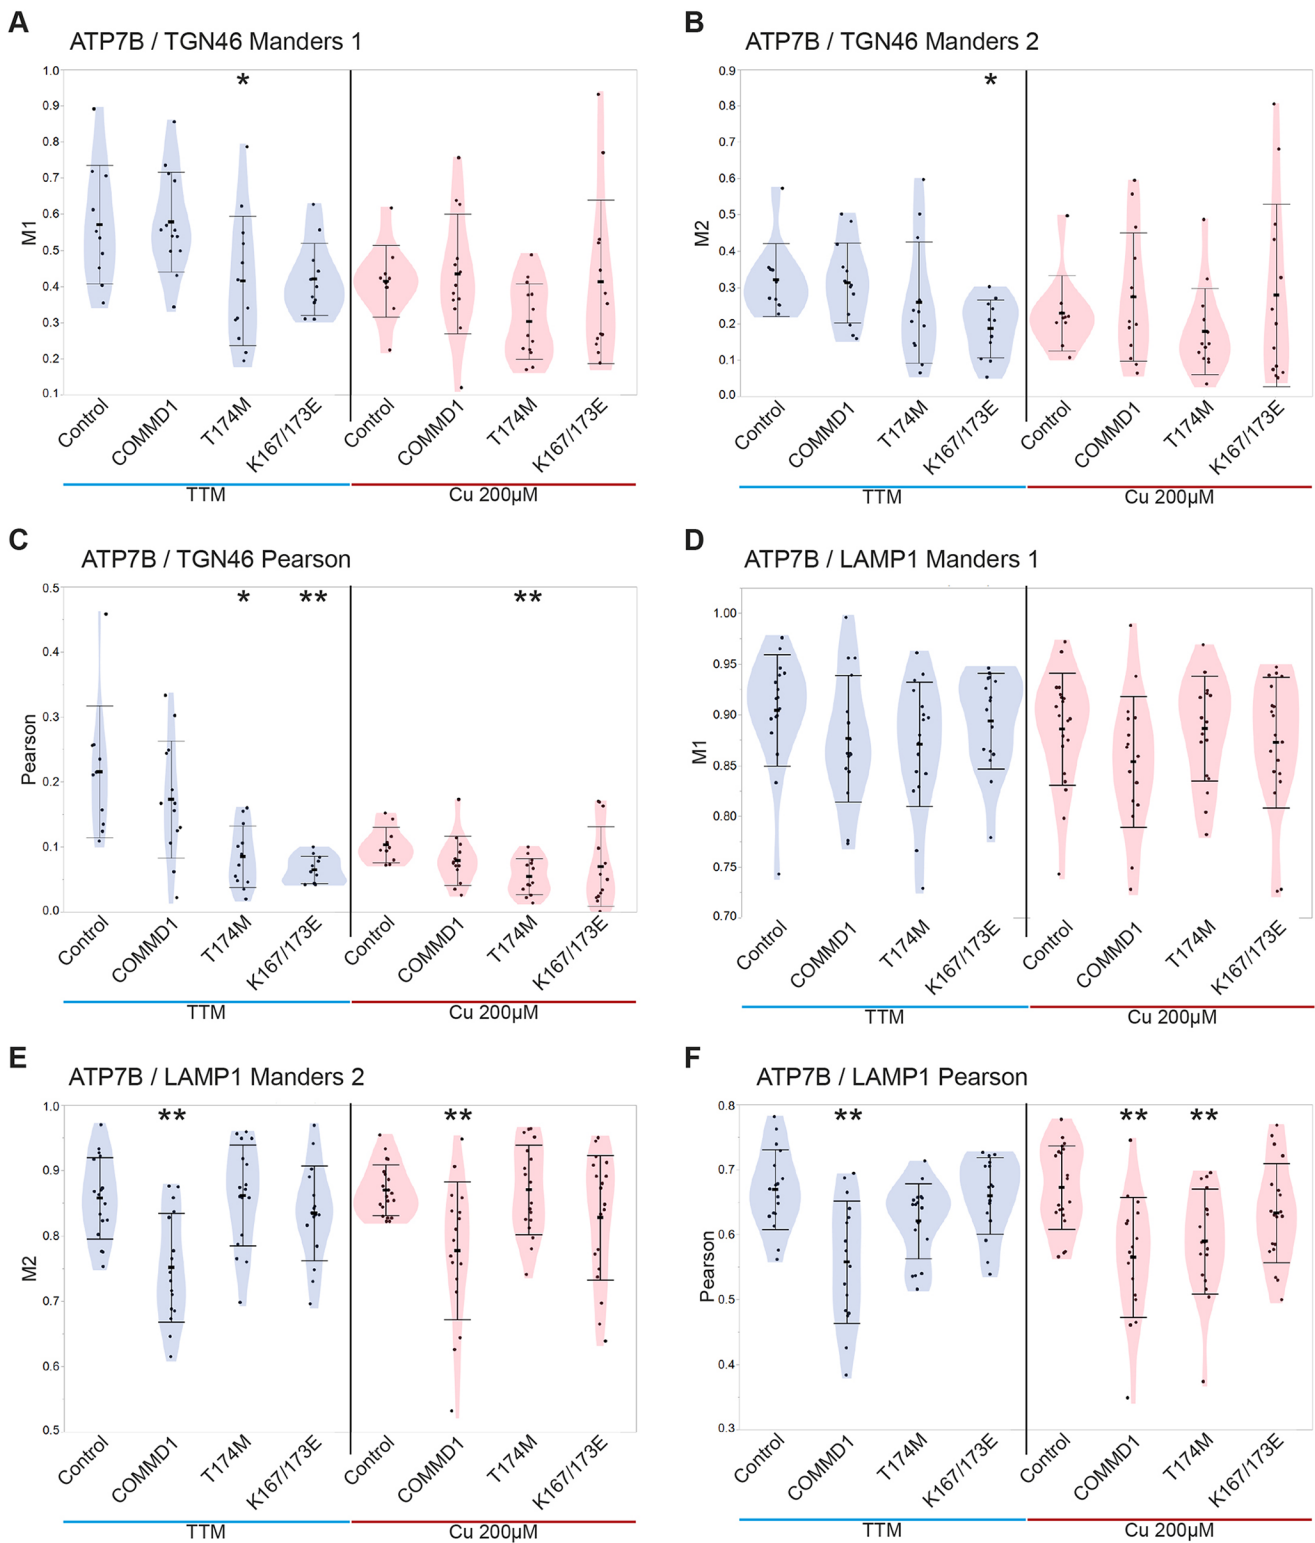 A
ATP7B / TGN46 Manders 1
*
M1
1.0
0.9
0.8
0.7
0.6
0.5
0.4
0.3
0.2
0.1
Control
COMMD1
T174M
K167/173E
Control
COMMD1
T174M
K167/173E
TTM
Cu 200µM
B
ATP7B / TGN46 Manders 2
*
M2
0.9
0.8
0.7
0.6
0.5
0.4
0.3
0.2
0.1
0.0
Control
COMMD1
T174M
K167/173E
Control
COMMD1
T174M
K167/173E
TTM
Cu 200µM
C
ATP7B / TGN46 Pearson
* ** **
Pearson
0.5
0.4
0.3
0.2
0.1
0.0
Control
COMMD1
T174M
K167/173E
Control
COMMD1
T174M
K167/173E
TTM
Cu 200µM
D
ATP7B / LAMP1 Manders 1
M1
1.00
0.95
0.90
0.85
0.80
0.75
0.70
Control
COMMD1
T174M
K167/173E
Control
COMMD1
T174M
K167/173E
TTM
Cu 200µM
E
ATP7B / LAMP1 Manders 2
** **
M2
1.0
0.9
0.8
0.7
0.6
0.5
Control
COMMD1
T174M
K167/173E
Control
COMMD1
T174M
K167/173E
TTM
Cu 200µM
F
ATP7B / LAMP1 Pearson
** ** **
Pearson
0.8
0.7
0.6
0.5
0.4
0.3
Control
COMMD1
T174M
K167/173E
Control
COMMD1
T174M
K167/173E
TTM
Cu 200µM